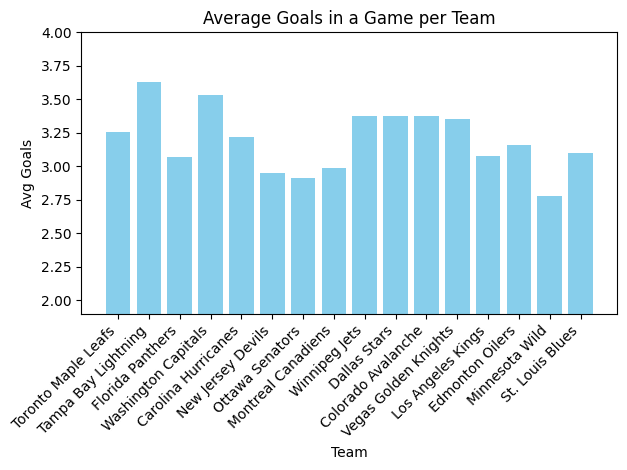 Average Goals in a Game per Team
Avg Goals
4.00
3.75
3.50
3.25
3.00
2.75
2.50
2.25
2.00
Toronto Maple Leafs
Tampa Bay Lightning
Florida Panthers
Washington Capitals
Carolina Hurricanes
New Jersey Devils
Ottawa Senators
Montreal Canadiens
Winnipeg Jets
Dallas Stars
Colorado Avalanche
Vegas Golden Knights
Los Angeles Kings
Edmonton Oilers
Minnesota Wild
St. Louis Blues
Team